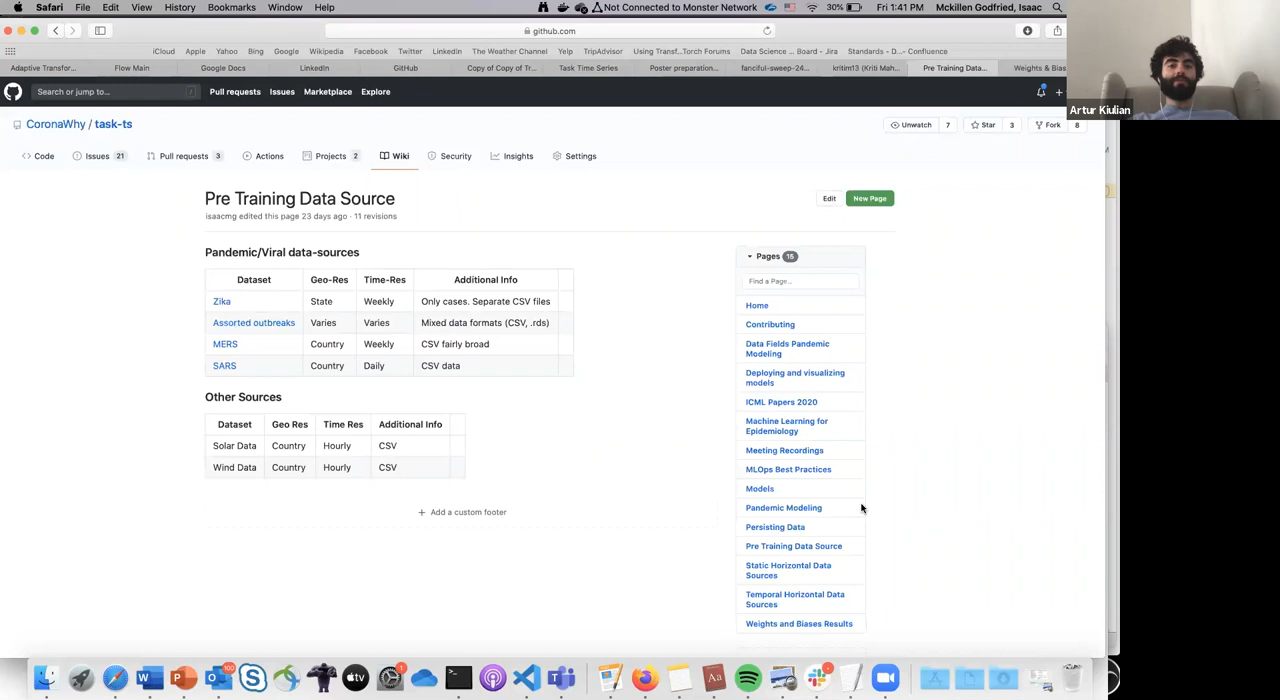 Safari File Edit View History Bookmarks Window Help
Not Connected to Monster Network 30% Fri 1:41 PM Mckillen Godfried, Isaac
github.com
iCloud Apple Yahoo Bing Google Wikipedia Facebook Twitter LinkedIn The Weather Channel Yelp TripAdvisor Using Transf...Torch Forums Data Science ... Board - Jira Standards - D...- Confluence
Adaptive Transfor... Flow Main Google Docs LinkedIn GitHub Copy of Copy of Tr... Task Time Series Poster preparation... fanciful-sweep-24... kritim13 (Kriti Mah... Pre Training Data... Weights & Bias
Search or jump to... / Pull requests Issues Marketplace Explore
Artur Kiulian
CoronaWhy / task-ts
Unwatch 7 Star 3 Fork 8
Code Issues 21 Pull requests 3 Actions Projects 2 Wiki Security Insights Settings
Pre Training Data Source
Edit New Page
isaacmg edited this page 23 days ago · 11 revisions
Pandemic/Viral data-sources
Dataset Geo-Res Time-Res Additional Info
Zika State Weekly Only cases. Separate CSV files
Assorted outbreaks Varies Varies Mixed data formats (CSV, .rds)
MERS Country Weekly CSV fairly broad
SARS Country Daily CSV data
Other Sources
Dataset Geo Res Time Res Additional Info
Solar Data Country Hourly CSV
Wind Data Country Hourly CSV
+ Add a custom footer
Pages 15
Find a Page...
Home
Contributing
Data Fields Pandemic
Modeling
Deploying and visualizing
models
ICML Papers 2020
Machine Learning for
Epidemiology
Meeting Recordings
MLOps Best Practices
Models
Pandemic Modeling
Persisting Data
Pre Training Data Source
Static Horizontal Data
Sources
Temporal Horizontal Data
Sources
Weights and Biases Results
100
tv
1
Aa